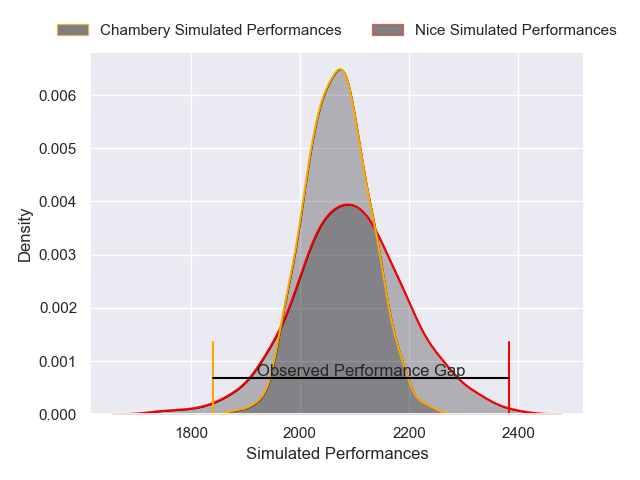 Chambery Simulated Performances
Nice Simulated Performances
0.006
0.005
0.004
0.003
0.002
0.001
0.000
Density
Observed Performance Gap
1800 2000 2200 2400
Simulated Performances